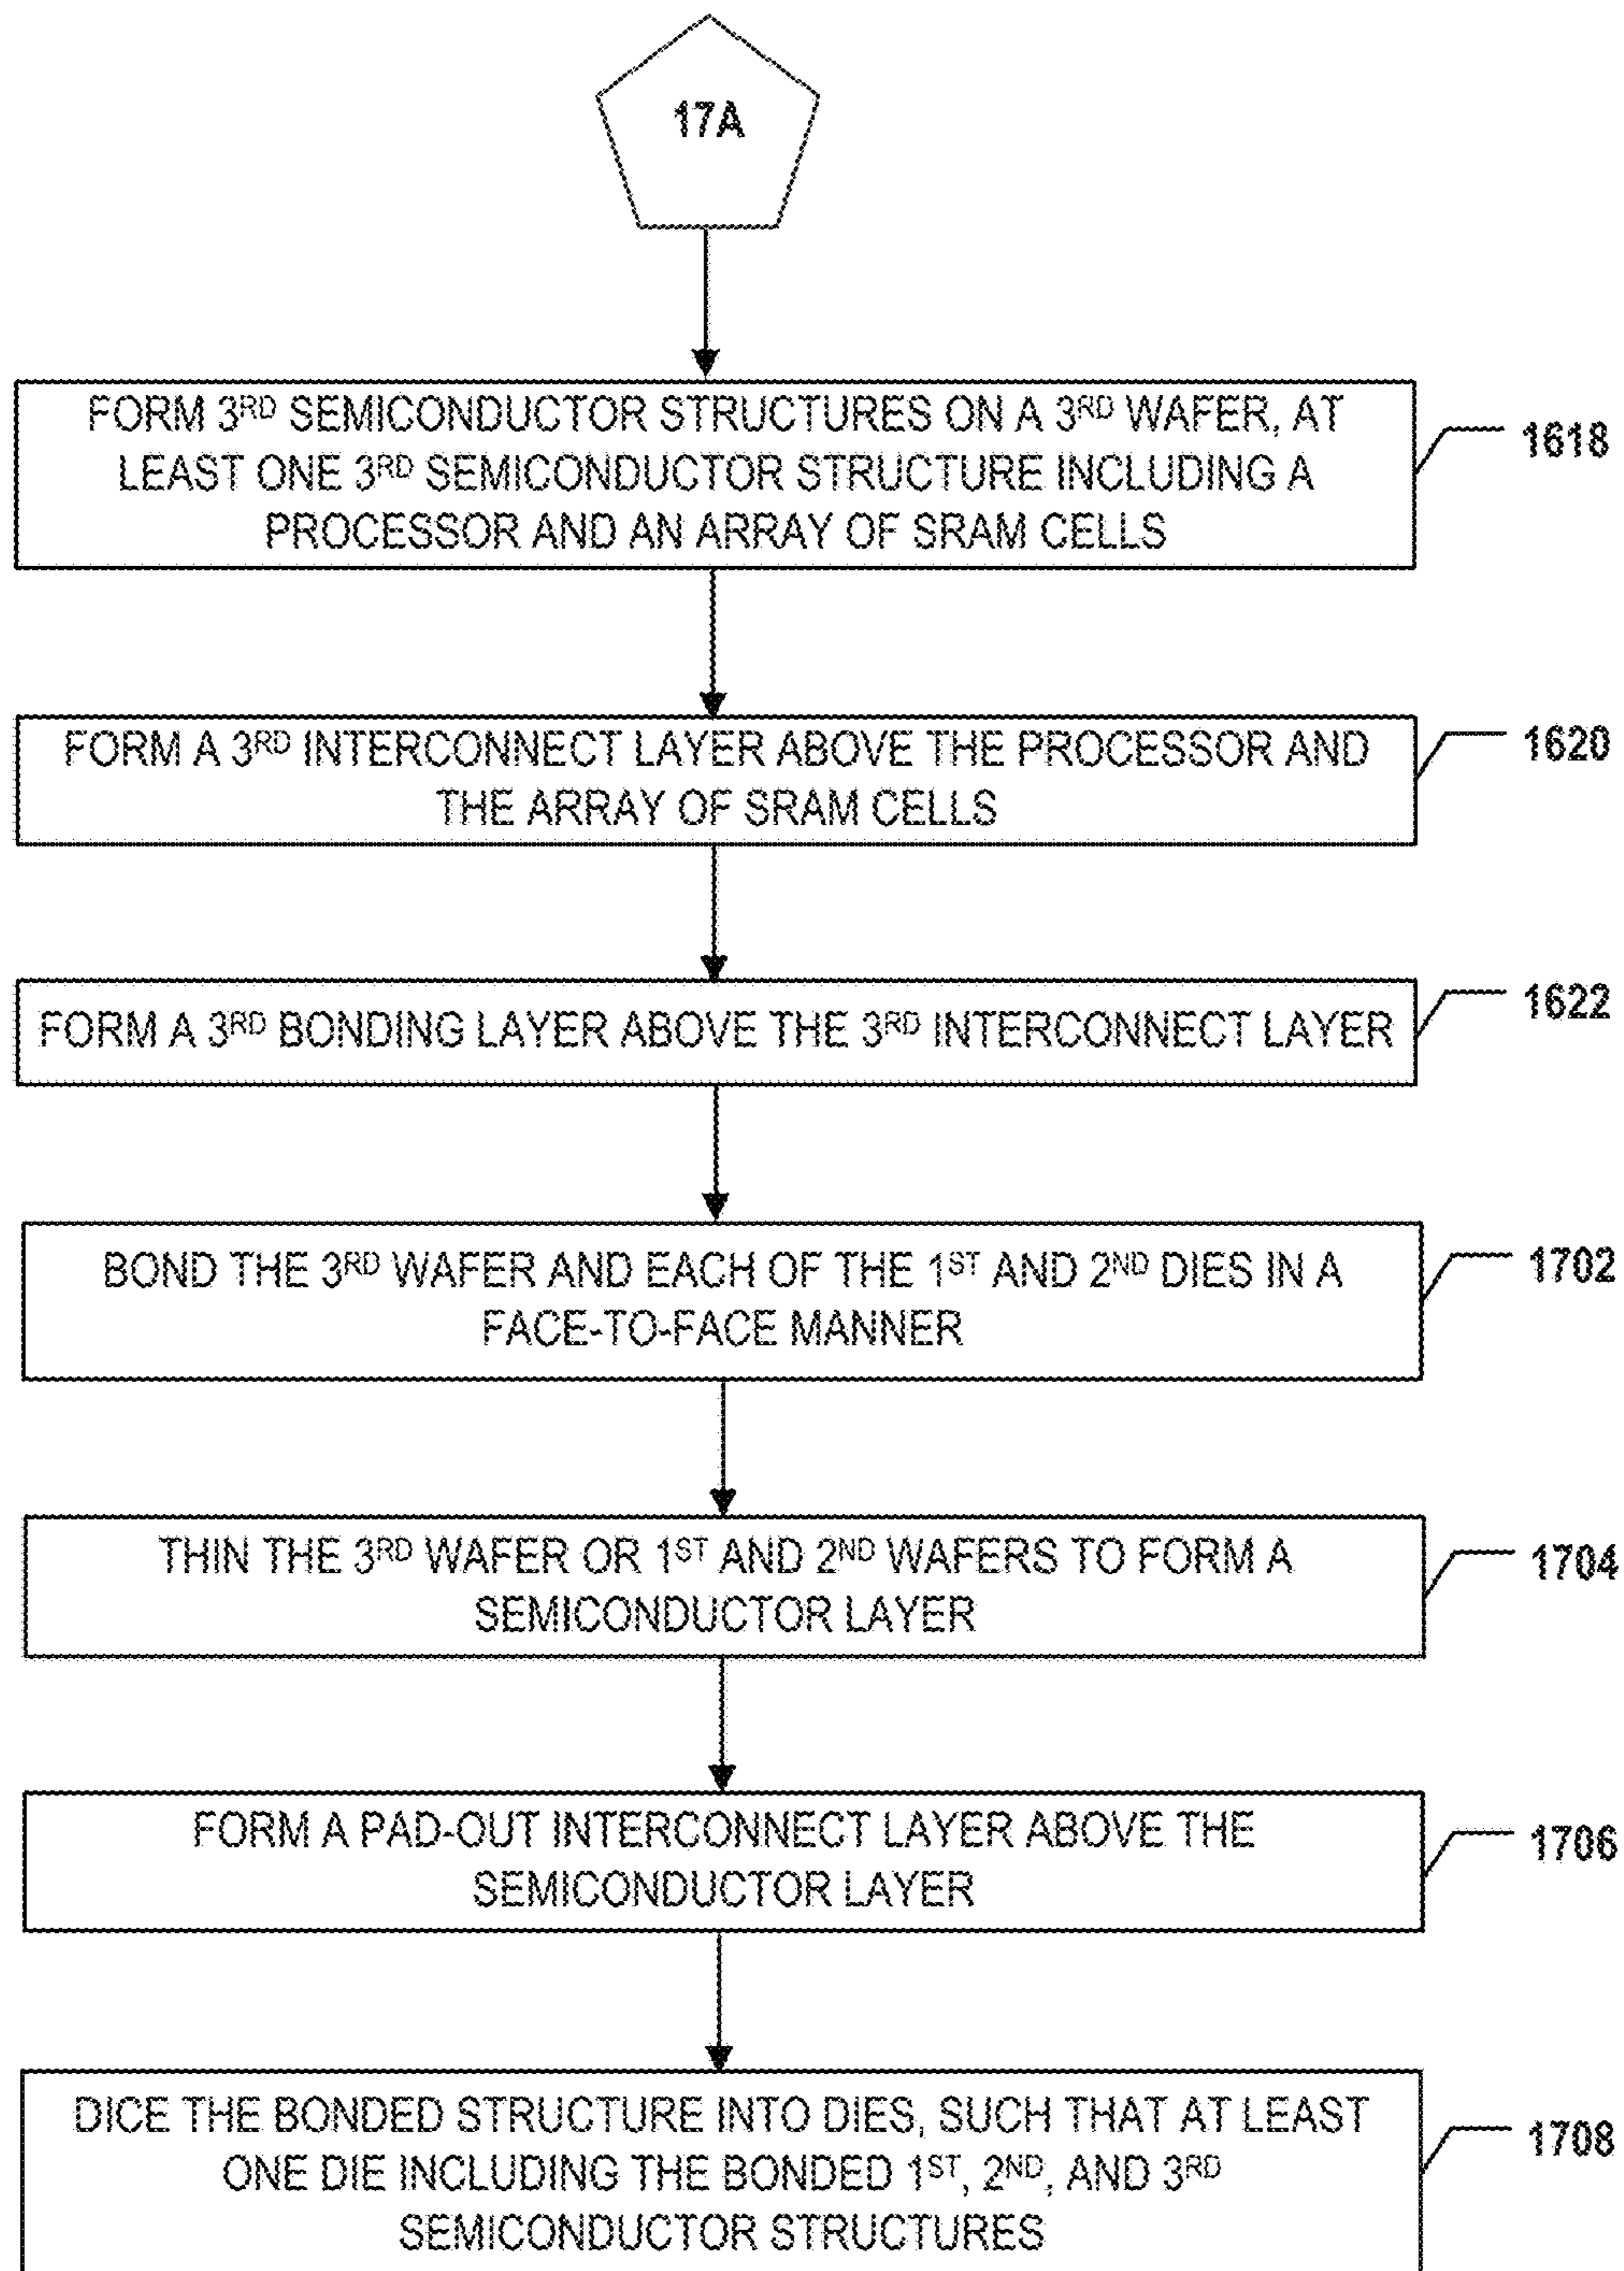 17A
FORM 3RD SEMICONDUCTOR STRUCTURES ON A 3RD WAFER, AT
LEAST ONE 3RD SEMICONDUCTOR STRUCTURE INCLUDING A
PROCESSOR AND AN ARRAY OF SRAM CELLS
1618
FORM A 3RD INTERCONNECT LAYER ABOVE THE PROCESSOR AND
THE ARRAY OF SRAM CELLS
1620
FORM A 3RD BONDING LAYER ABOVE THE 3RD INTERCONNECT LAYER
1622
BOND THE 3RD WAFER AND EACH OF THE 1ST AND 2ND DIES IN A
FACE-TO-FACE MANNER
1702
THIN THE 3RD WAFER OR 1ST AND 2ND WAFERS TO FORM A
SEMICONDUCTOR LAYER
1704
FORM A PAD-OUT INTERCONNECT LAYER ABOVE THE
SEMICONDUCTOR LAYER
1706
DICE THE BONDED STRUCTURE INTO DIES, SUCH THAT AT LEAST
ONE DIE INCLUDING THE BONDED 1ST, 2ND, AND 3RD
SEMICONDUCTOR STRUCTURES
1708